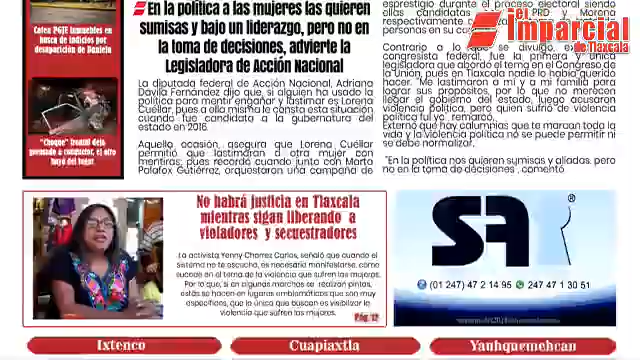 Catea PGJE inmuebles en
busca de indicios por
desaparición de Daniela
"Choque" frontal dejo
el otro
huyó del lugar
En la política a las mujeres las quieren
sumisas y bajo un liderazgo, pero no en
la toma de decisiones, advierte la
Legisladora de Acción Nacional
La diputada federal de Acción Nacional, Adriana
Dávila Fernández dijo que, si alguien ha usado la
política para mentir engañar y lastimar es Lorena
Cuéllar, pues a ella misma le consta esta situación
cuando fue candidata a la gubernatura del
estado en 2016.
Aquella ocasión, aseguro que Lorena Cuéllar
permitió que lastimaran a otra mujer con
mentiras; pues recordó cuando junto con Marto
Palafox Gutiérrez, organizaron una campaña de
desprestigio durante el proceso electoral siendo
ellas candidatas PRD y Morena
respectivamente
personas en su
Contrario a lo que se divulgó,
congresista federal, fue la primera y única
legisladora que abordó el tema en el Congreso de
la Unión, pues en Tlaxcala nadie lo había querido
hacer. "Me lastimaron a mí y a mi familia para
lograr sus propósitos, por lo que no merecen
llegar al gobierno del estado, luego acusaron
violencia política, pero quien sufrió de violencia
política fui yo" remarcó.
Externó que hay calumnias que te marcan toda la
vida y la violencia política no se puede permitir ni
se debe normalizar.
"En la política nos quieren sumisas y aliadas, pero
no en la toma de decisiones", comentó
el
Imparcial
de Tlaxcala
No habrá justicia en Tlaxcala
mientras sigan liberando a
violadores y secuestradores
La activista Yenny Charrez Carlos, señaló que cuando el
sistema no te escucha, es necesario manifestarse, como
sucede en el tema de la violencia que sufren las mujeres.
Por lo que, si en algunas marchas se realizan pintas,
estás se hacen en lugares emblemáticos que son muy
específicos, que lo único que buscan es visibilizar la
violencia que sufren las mujeres.
Pág. 12
SAR
(01 247) 47 2 14 95 247 47 1 30 51
Ixtenco
Cuapiaxtla
Yauhquemehcan